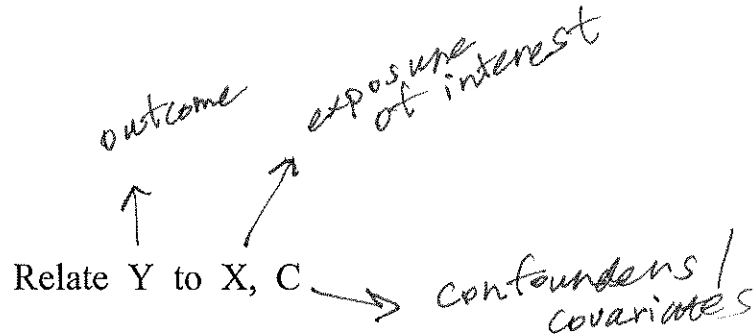 outcome
exposure
of interest
Relate Y to X, C
confounders /
covariates